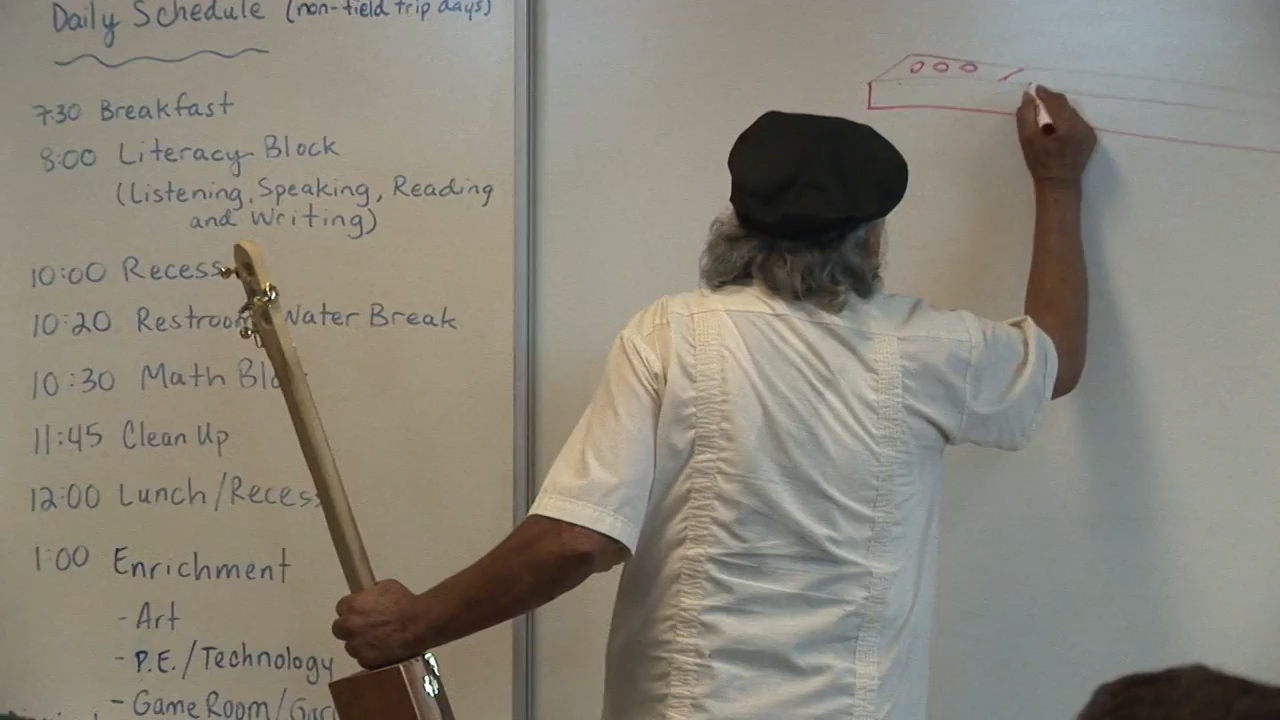 Daily Schedule (non-field trip days)
7:30 Breakfast
8:00 Literacy Block
(Listening, Speaking, Reading
and Writing)
10:00 Recess
10:20 Restroom Water Break
10:30 Math
11:45 Clean Up
12:00 Lunch/Recess
1:00 Enrichment
- Art
- P.E./Technology
- Game Room/